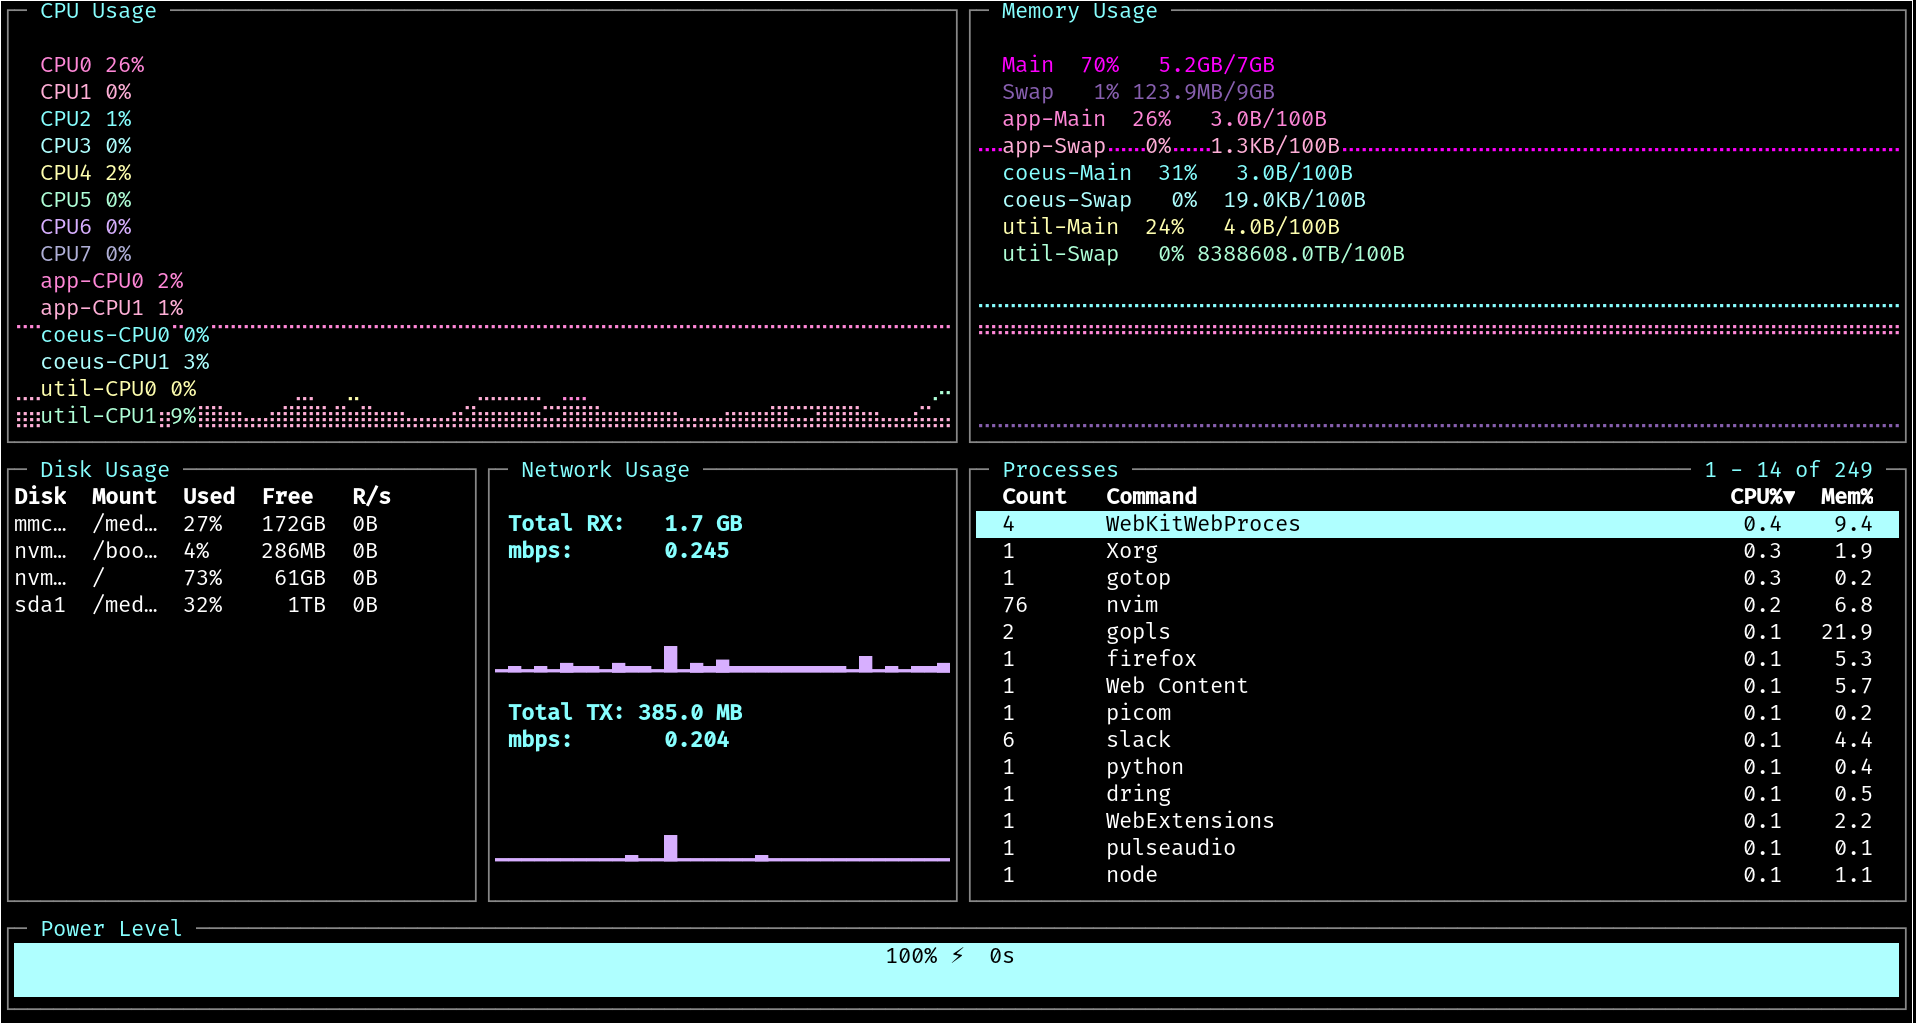 CPU Usage
CPU0 26%
CPU1 0%
CPU2 1%
CPU3 0%
CPU4 2%
CPU5 0%
CPU6 0%
CPU7 0%
app-CPU0 2%
app-CPU1 1%
coeus-CPU0 0%
coeus-CPU1 3%
util-CPU0 0%
util-CPU1 9%
Memory Usage
Main 70% 5.2GB/7GB
Swap 1% 123.9MB/9GB
app-Main 26% 3.0B/100B
app-Swap 0% 1.3KB/100B
coeus-Main 31% 3.0B/100B
coeus-Swap 0% 19.0KB/100B
util-Main 24% 4.0B/100B
util-Swap 0% 8388608.0TB/100B
Disk Usage
Disk Mount Used Free R/s
mmc… /med… 27% 172GB 0B
nvm… /boo… 4% 286MB 0B
nvm… / 73% 61GB 0B
sda1 /med… 32% 1TB 0B
Network Usage
Total RX: 1.7 GB
mbps: 0.245
Total TX: 385.0 MB
mbps: 0.204
Processes 1 - 14 of 249
Count Command CPU%▼ Mem%
4 WebKitWebProces 0.4 9.4
1 Xorg 0.3 1.9
1 gotop 0.3 0.2
76 nvim 0.2 6.8
2 gopls 0.1 21.9
1 firefox 0.1 5.3
1 Web Content 0.1 5.7
1 picom 0.1 0.2
6 slack 0.1 4.4
1 python 0.1 0.4
1 dring 0.1 0.5
1 WebExtensions 0.1 2.2
1 pulseaudio 0.1 0.1
1 node 0.1 1.1
Power Level
100% ⚡ 0s